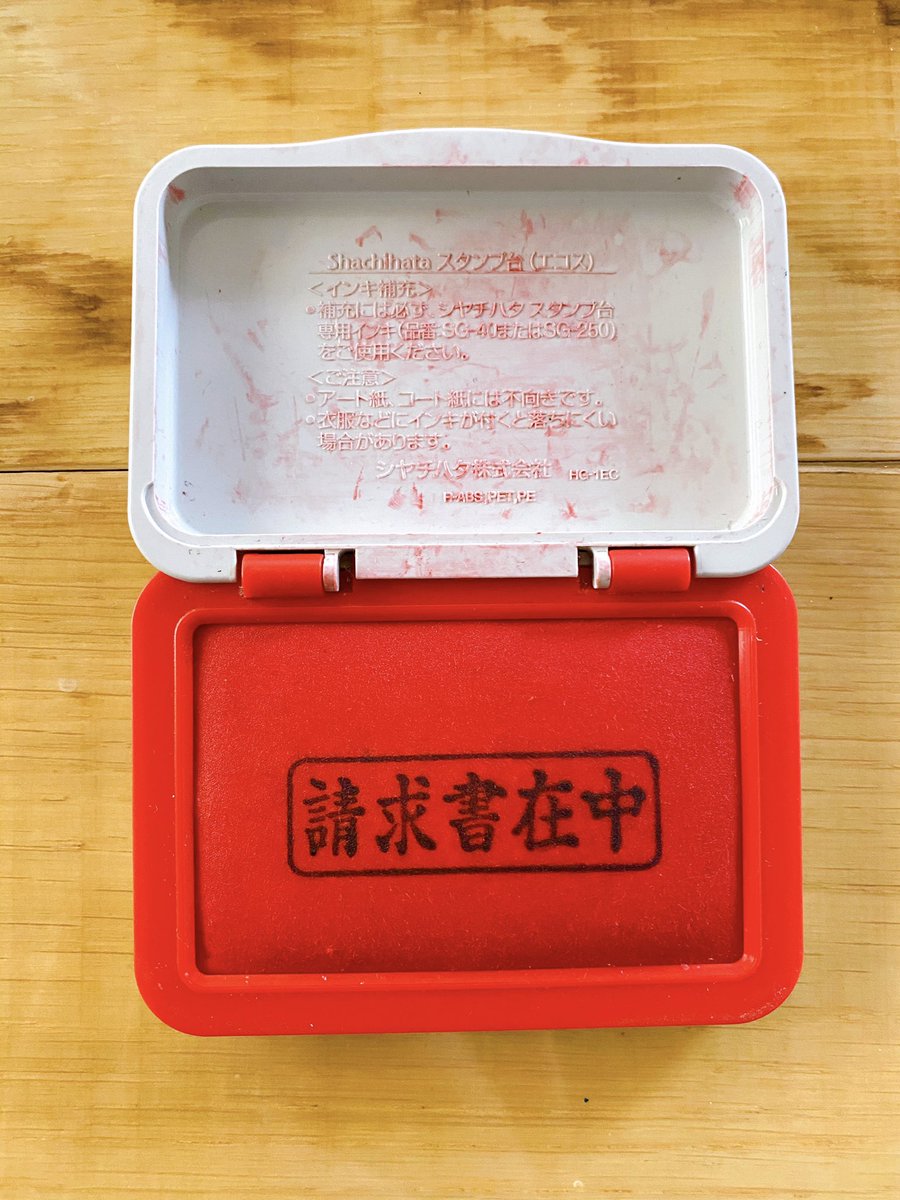 Shachihata スタンプ台(エコス)
<インキ補充>
◦補充には必ず、シヤチハタ スタンプ台
専用インキ(品番:SG-40またはSG-250)
をご使用ください。
<ご注意>
◦アート紙、コート紙には不向きです。
◦衣服などにインキが付くと落ちにくい
場合があります。
シヤチハタ株式会社 HG-1EC
R-ABS,PET,PE
請求書在中